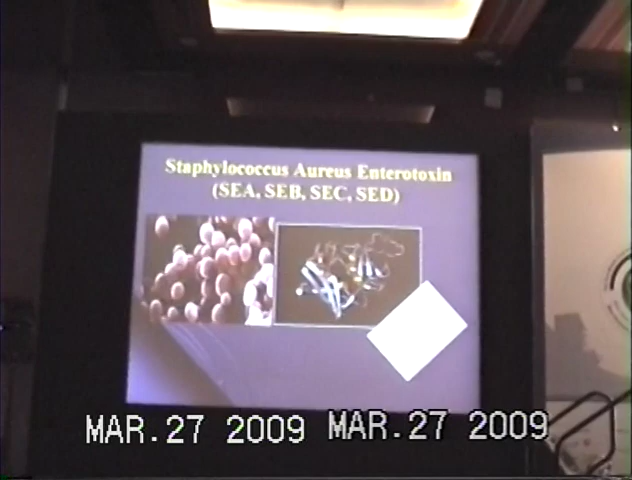 Staphylococcus Aureus Enterotoxin
(SEA, SEB, SEC, SED)
MAR.27 2009 MAR.27 2009